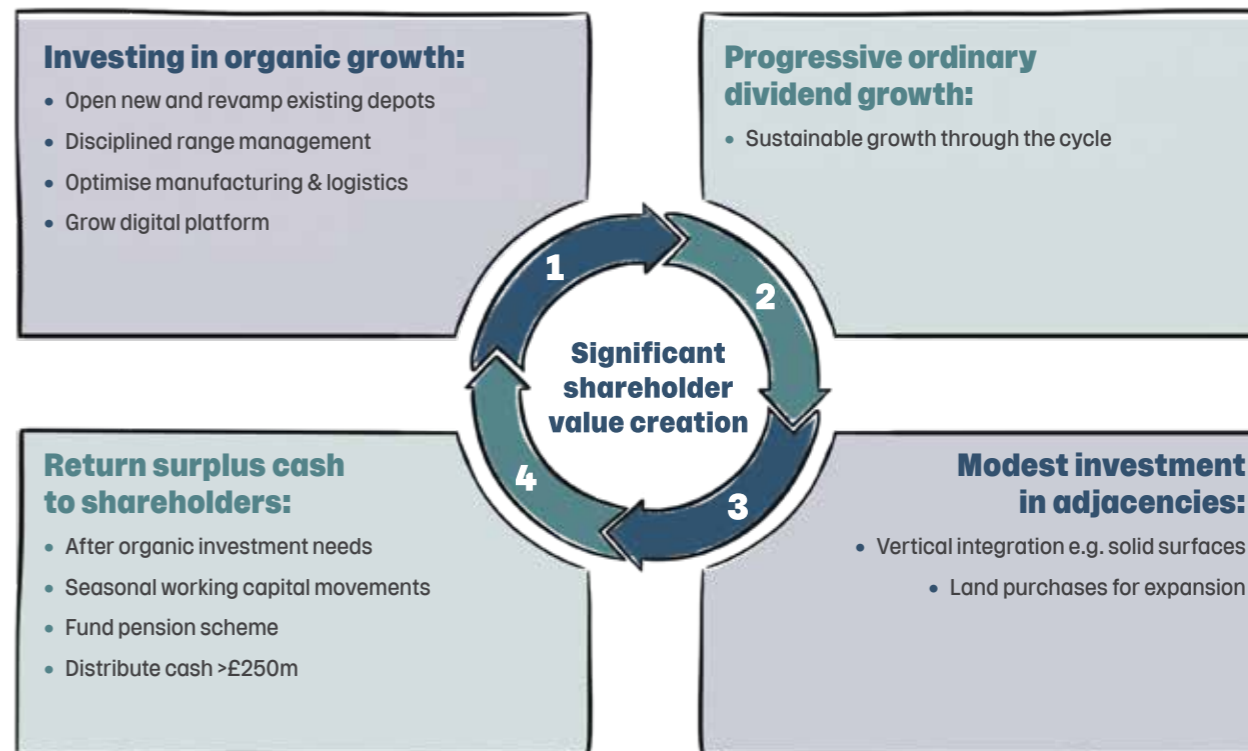 Investing in organic growth:
• Open new and revamp existing depots
• Disciplined range management
• Optimise manufacturing & logistics
• Grow digital platform
Progressive ordinary
dividend growth:
• Sustainable growth through the cycle
1
2
Significant
shareholder
value creation
4
3
Return surplus cash
to shareholders:
• After organic investment needs
• Seasonal working capital movements
• Fund pension scheme
• Distribute cash >£250m
Modest investment
in adjacencies:
• Vertical integration e.g. solid surfaces
• Land purchases for expansion